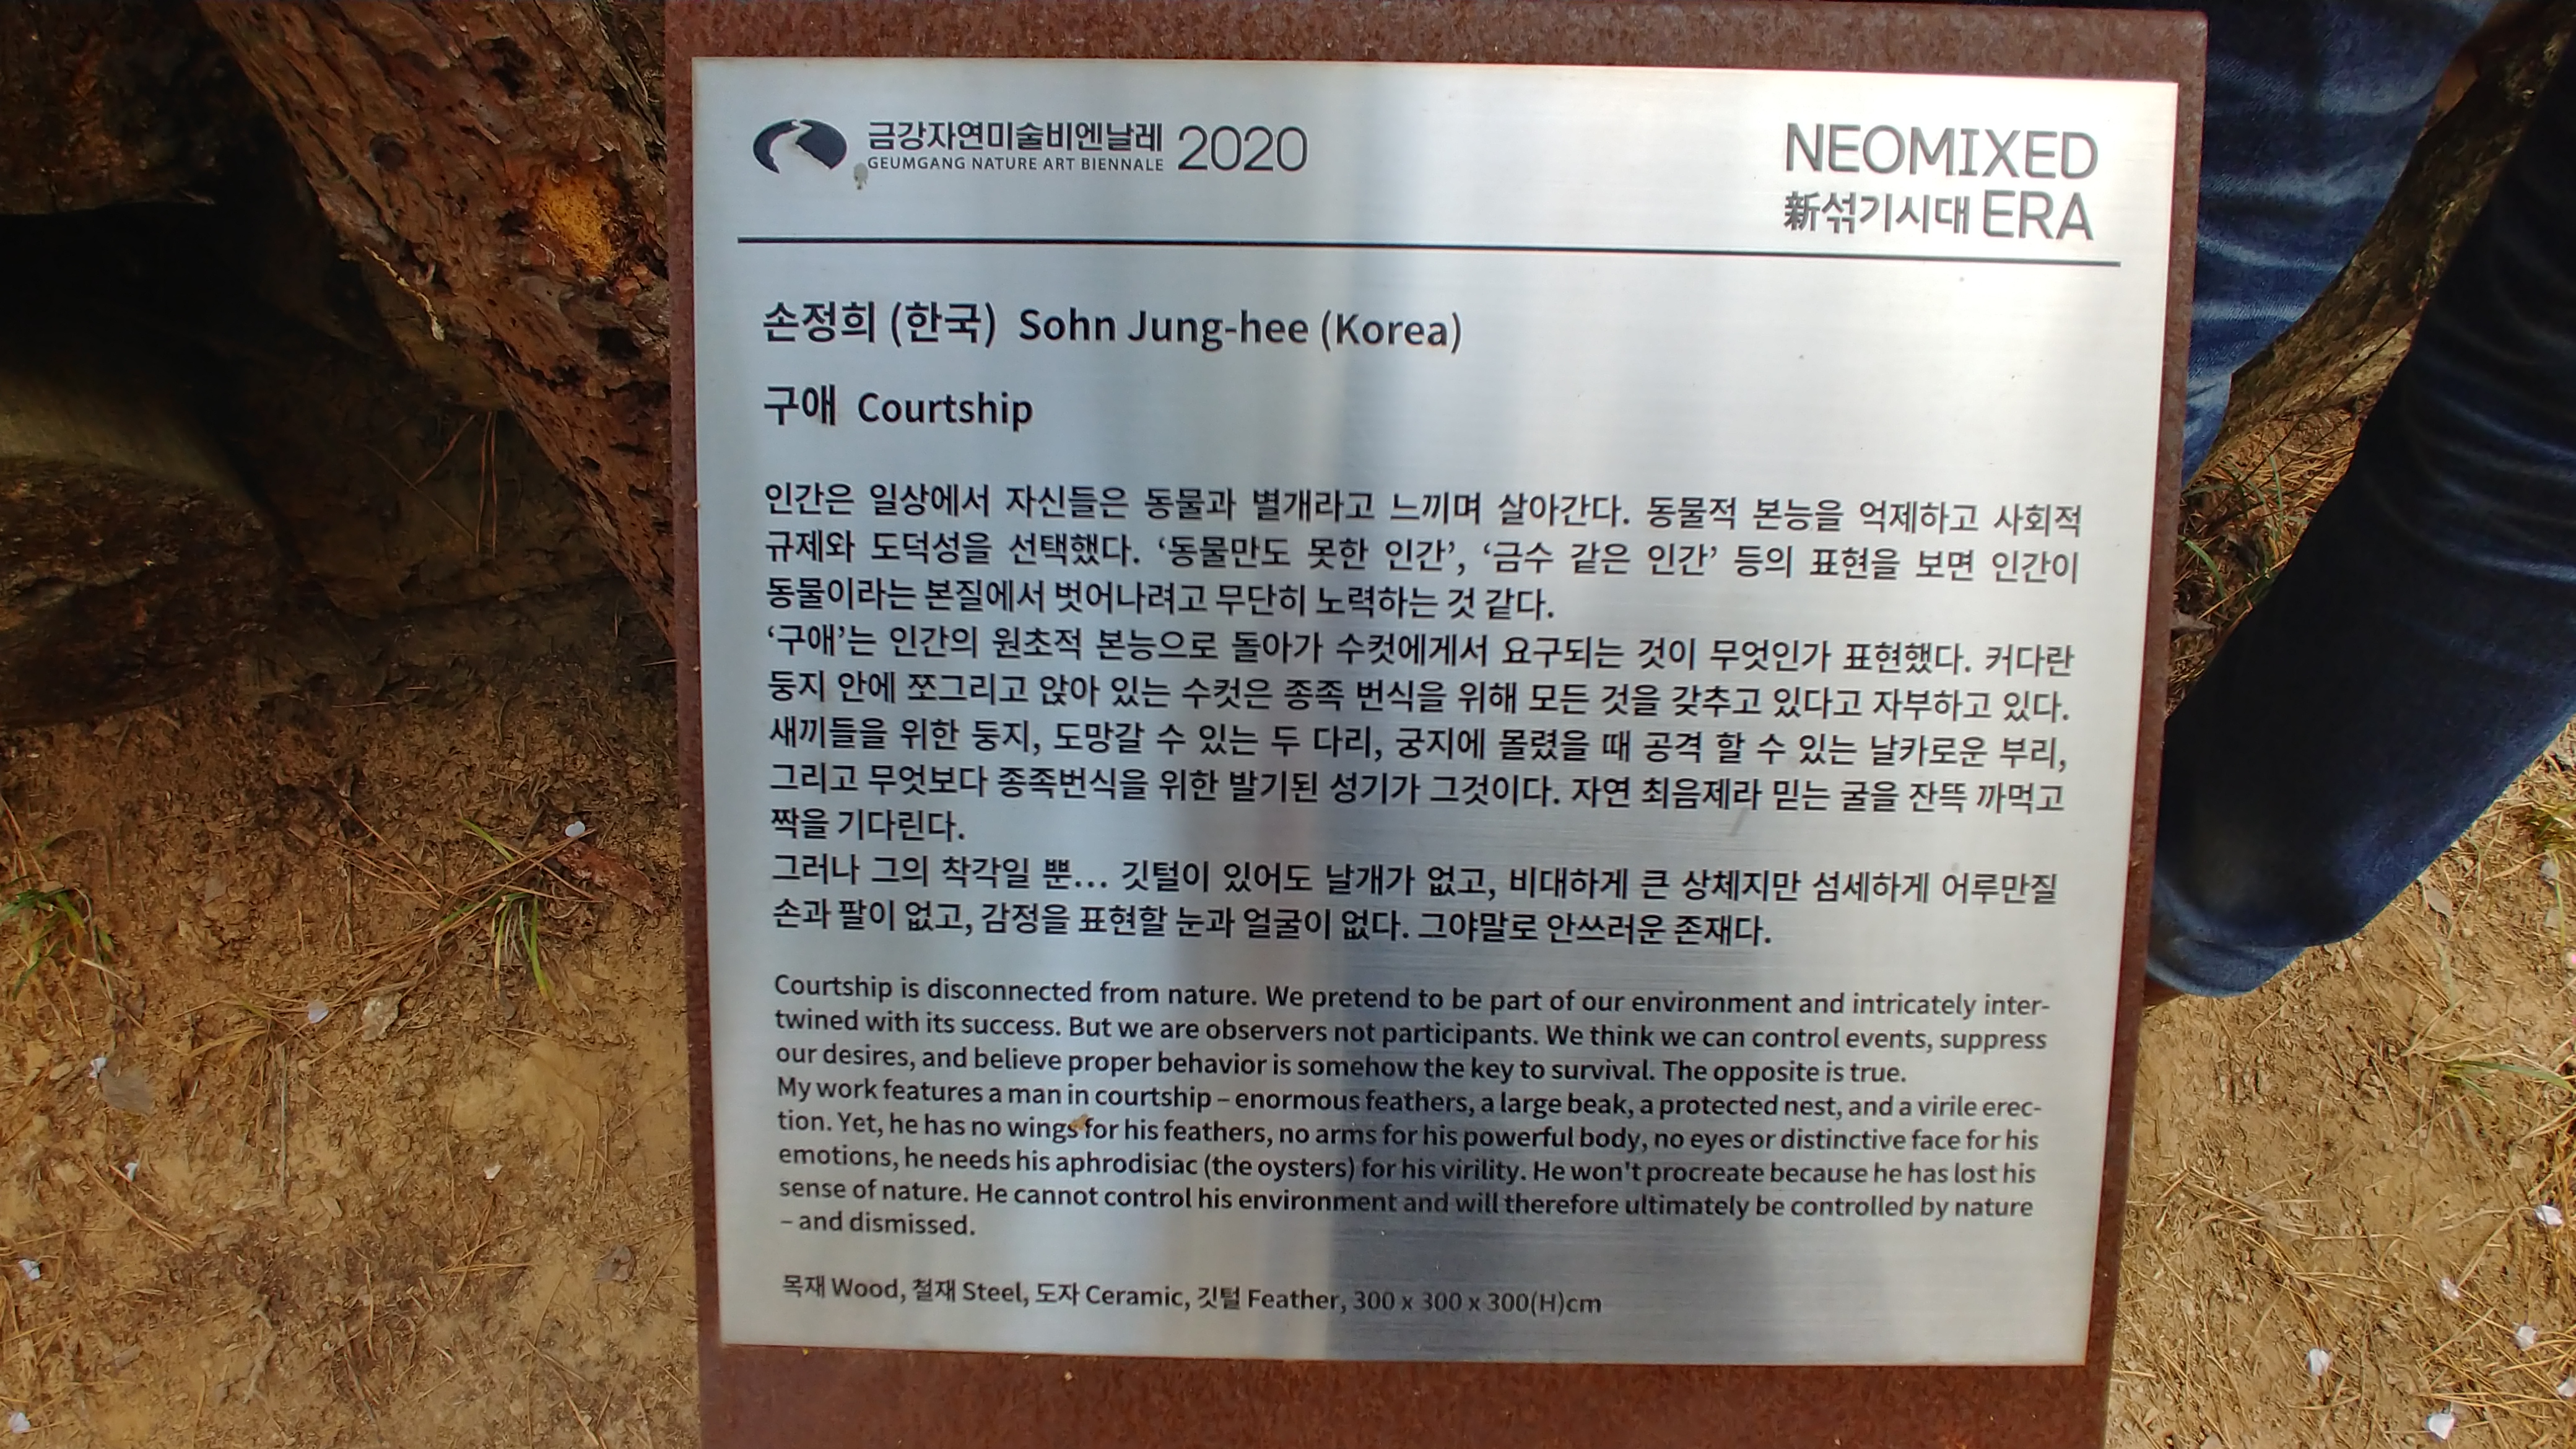 금강자연미술비엔날레 2020
GEUMGANG NATURE ART BIENNALE
NEOMIXED
新섞기시대 ERA
손정희 (한국) Sohn Jung-hee (Korea)
구애 Courtship
인간은 일상에서 자신들은 동물과 별개라고 느끼며 살아간다. 동물적 본능을 억제하고 사회적
규제와 도덕성을 선택했다. ‘동물만도 못한 인간’, ‘금수 같은 인간’ 등의 표현을 보면 인간이
동물이라는 본질에서 벗어나려고 무단히 노력하는 것 같다.
‘구애’는 인간의 원초적 본능으로 돌아가 수컷에게서 요구되는 것이 무엇인가 표현했다. 커다란
둥지 안에 쪼그리고 앉아 있는 수컷은 종족 번식을 위해 모든 것을 갖추고 있다고 자부하고 있다.
새끼들을 위한 둥지, 도망갈 수 있는 두 다리, 궁지에 몰렸을 때 공격 할 수 있는 날카로운 부리,
그리고 무엇보다 종족번식을 위한 발기된 성기가 그것이다. 자연 최음제라 믿는 굴을 잔뜩 까먹고
짝을 기다린다.
그러나 그의 착각일 뿐... 깃털이 있어도 날개가 없고, 비대하게 큰 상체지만 섬세하게 어루만질
손과 팔이 없고, 감정을 표현할 눈과 얼굴이 없다. 그야말로 안쓰러운 존재다.
Courtship is disconnected from nature. We pretend to be part of our environment and intricately inter-
twined with its success. But we are observers not participants. We think we can control events, suppress
our desires, and believe proper behavior is somehow the key to survival. The opposite is true.
My work features a man in courtship – enormous feathers, a large beak, a protected nest, and a virile erec-
tion. Yet, he has no wings for his feathers, no arms for his powerful body, no eyes or distinctive face for his
emotions, he needs his aphrodisiac (the oysters) for his virility. He won't procreate because he has lost his
sense of nature. He cannot control his environment and will therefore ultimately be controlled by nature
– and dismissed.
목재 Wood, 철재 Steel, 도자 Ceramic, 깃털 Feather, 300 x 300 x 300(H)cm